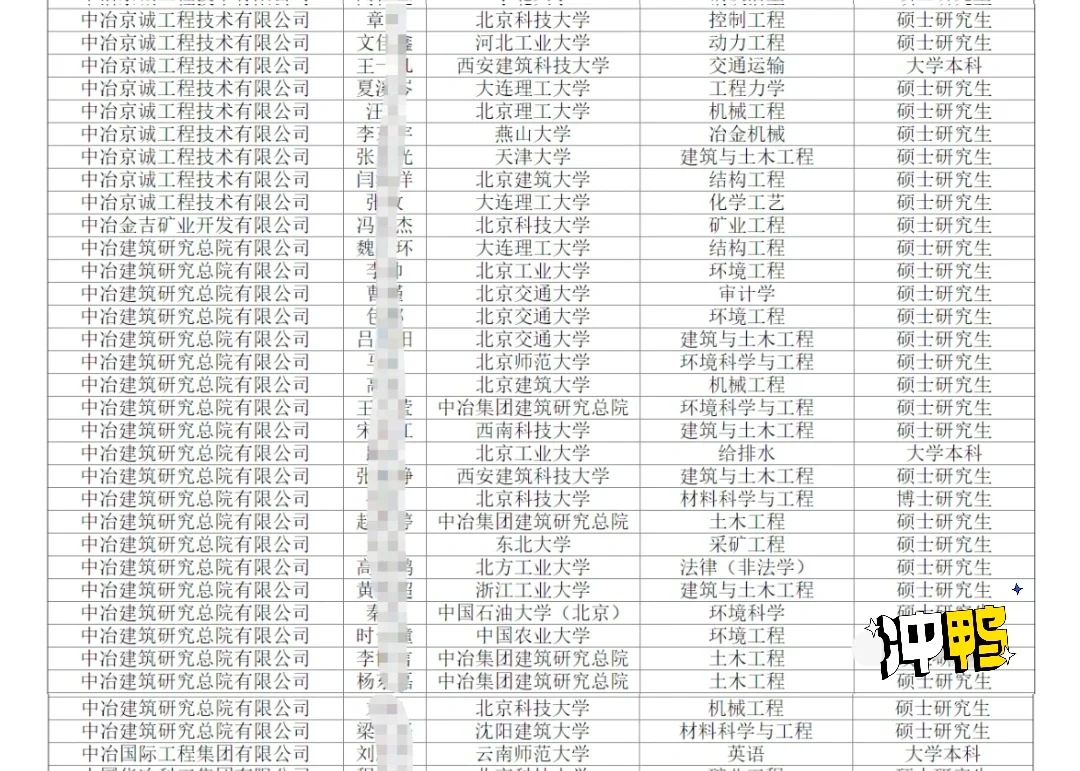 中冶京诚工程技术有限公司 章 北京科技大学 控制工程 硕士研究生
中冶京诚工程技术有限公司 文 鑫 河北工业大学 动力工程 硕士研究生
中冶京诚工程技术有限公司 王 西安建筑科技大学 交通运输 大学本科
中冶京诚工程技术有限公司 夏 大连理工大学 工程力学 硕士研究生
中冶京诚工程技术有限公司 汪 北京理工大学 机械工程 硕士研究生
中冶京诚工程技术有限公司 李 宇 燕山大学 冶金机械 硕士研究生
中冶京诚工程技术有限公司 张 光 天津大学 建筑与土木工程 硕士研究生
中冶京诚工程技术有限公司 闫 北京建筑大学 结构工程 硕士研究生
中冶京诚工程技术有限公司 张 大连理工大学 化学工艺 硕士研究生
中冶金吉矿业开发有限公司 冯 杰 北京科技大学 矿业工程 硕士研究生
中冶建筑研究总院有限公司 魏 环 大连理工大学 结构工程 硕士研究生
中冶建筑研究总院有限公司 李 北京工业大学 环境工程 硕士研究生
中冶建筑研究总院有限公司 曹 北京交通大学 审计学 硕士研究生
中冶建筑研究总院有限公司 北京交通大学 环境工程 硕士研究生
中冶建筑研究总院有限公司 吕 阳 北京交通大学 建筑与土木工程 硕士研究生
中冶建筑研究总院有限公司 马 北京师范大学 环境科学与工程 硕士研究生
中冶建筑研究总院有限公司 高 北京建筑大学 机械工程 硕士研究生
中冶建筑研究总院有限公司 王 莹 中冶集团建筑研究总院 环境科学与工程 硕士研究生
中冶建筑研究总院有限公司 宋 江 西南科技大学 建筑与土木工程 硕士研究生
中冶建筑研究总院有限公司 北京工业大学 给排水 大学本科
中冶建筑研究总院有限公司 张 静 西安建筑科技大学 建筑与土木工程 硕士研究生
中冶建筑研究总院有限公司 北京科技大学 材料科学与工程 博士研究生
中冶建筑研究总院有限公司 赵 婷 中冶集团建筑研究总院 土木工程 硕士研究生
中冶建筑研究总院有限公司 东北大学 采矿工程 硕士研究生
中冶建筑研究总院有限公司 高 鹏 北方工业大学 法律（非法学） 硕士研究生
中冶建筑研究总院有限公司 黄 超 浙江工业大学 建筑与土木工程 硕士研究生
中冶建筑研究总院有限公司 秦 中国石油大学（北京） 环境科学
中冶建筑研究总院有限公司 时 中国农业大学 环境工程
中冶建筑研究总院有限公司 李 中冶集团建筑研究总院 土木工程
中冶建筑研究总院有限公司 杨 磊 中冶集团建筑研究总院 土木工程 硕士研究生
冲鸭
中冶建筑研究总院有限公司 北京科技大学 机械工程 硕士研究生
中冶建筑研究总院有限公司 梁 沈阳建筑大学 材料科学与工程 硕士研究生
中冶国际工程集团有限公司 刘 云南师范大学 英语 大学本科